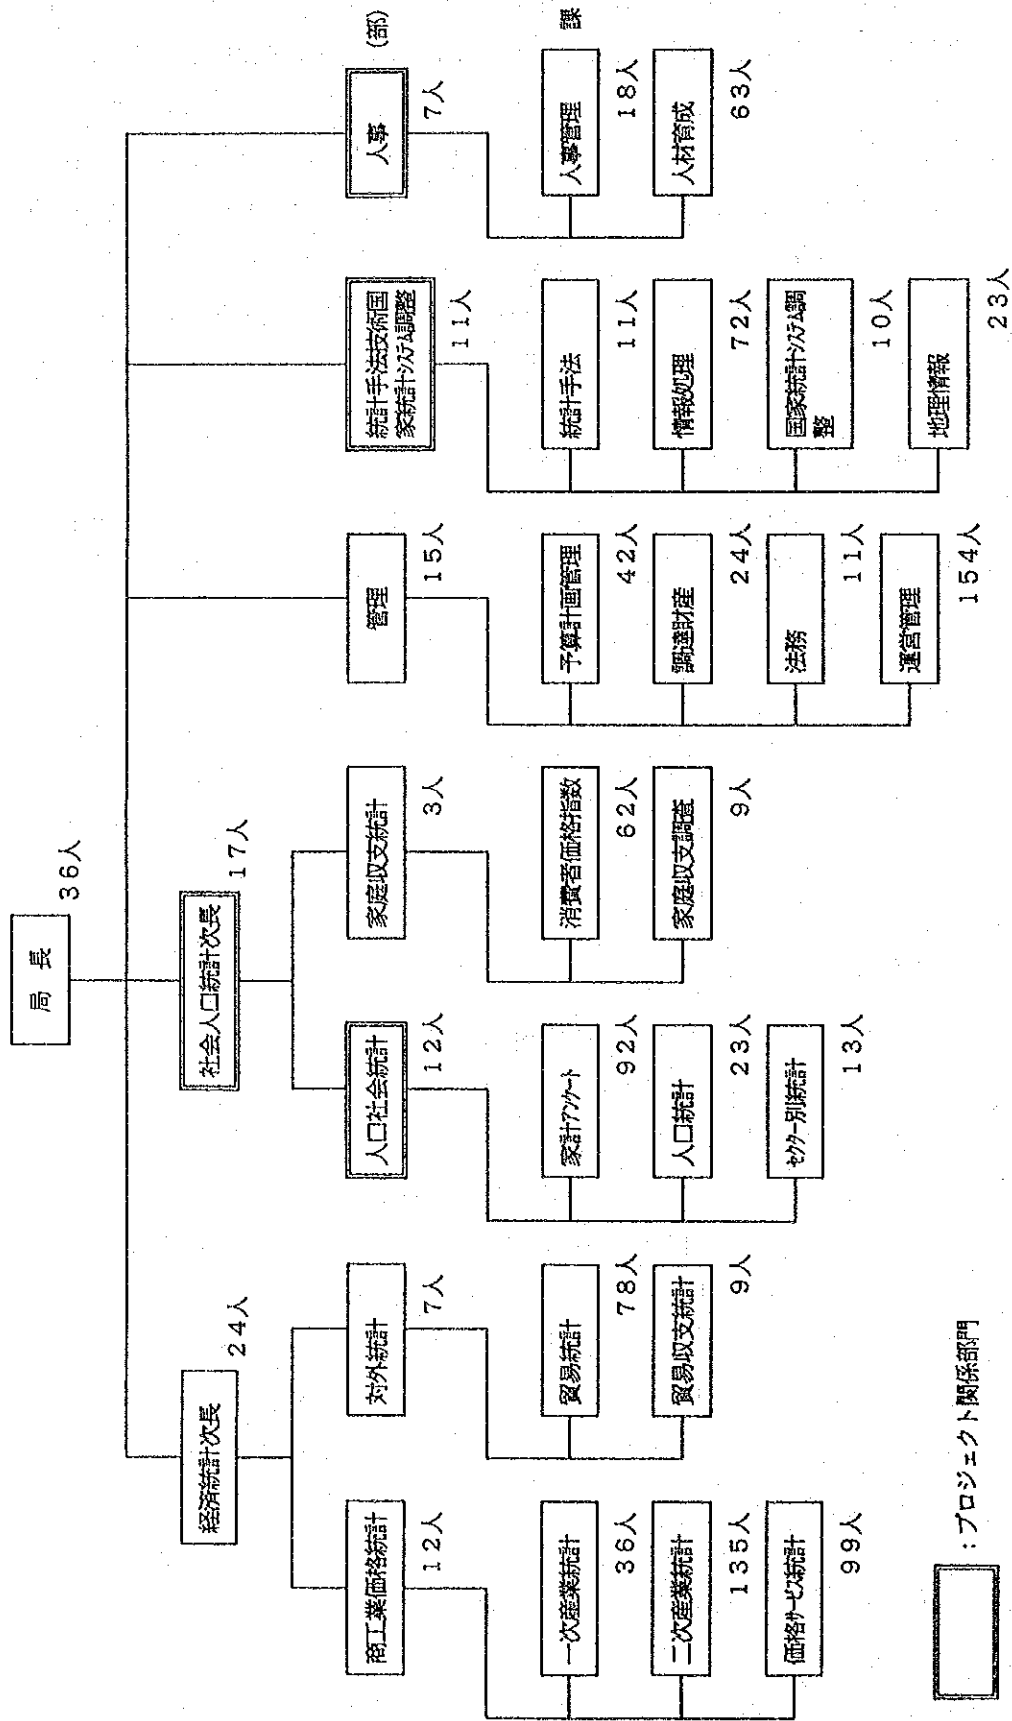 局 長
36人
経済統計次長
24人
社会人口統計次長
17人
商工業価格統計
12人
対外統計
7人
人口社会統計
12人
家庭収支統計
3人
管理
15人
統計手法技術国
家統計システム調整
11人
人事
7人
(部)
一次産業統計
36人
二次産業統計
135人
価格サービス統計
99人
貿易統計
78人
貿易収支統計
9人
家計アンケート
92人
人口統計
23人
セクター別統計
13人
消費者価格指数
62人
家庭収支調査
9人
予算計画管理
42人
調達財産
24人
法務
11人
運営管理
154人
統計手法
11人
情報処理
72人
国家統計システム調
整
10人
地理情報
23人
人事管理
18人
人材育成
63人
課
：プロジェクト関係部門